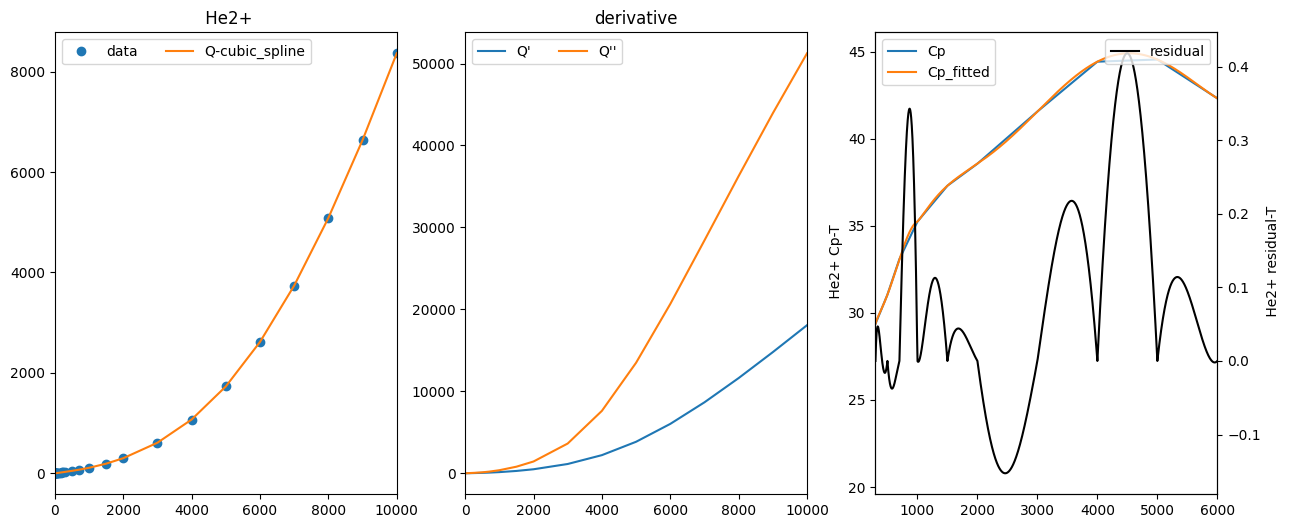 He2+
data
Q-cubic_spline
8000
6000
4000
2000
0
0 2000 4000 6000 8000 10000
derivative
Q'
Q''
50000
40000
30000
20000
10000
0
0 2000 4000 6000 8000 10000
Cp
Cp_fitted
residual
He2+ Cp-T
45
40
35
30
25
20
1000 2000 3000 4000 5000 6000
0.4
0.3
0.2
0.1
0.0
−0.1
He2+ residual-T